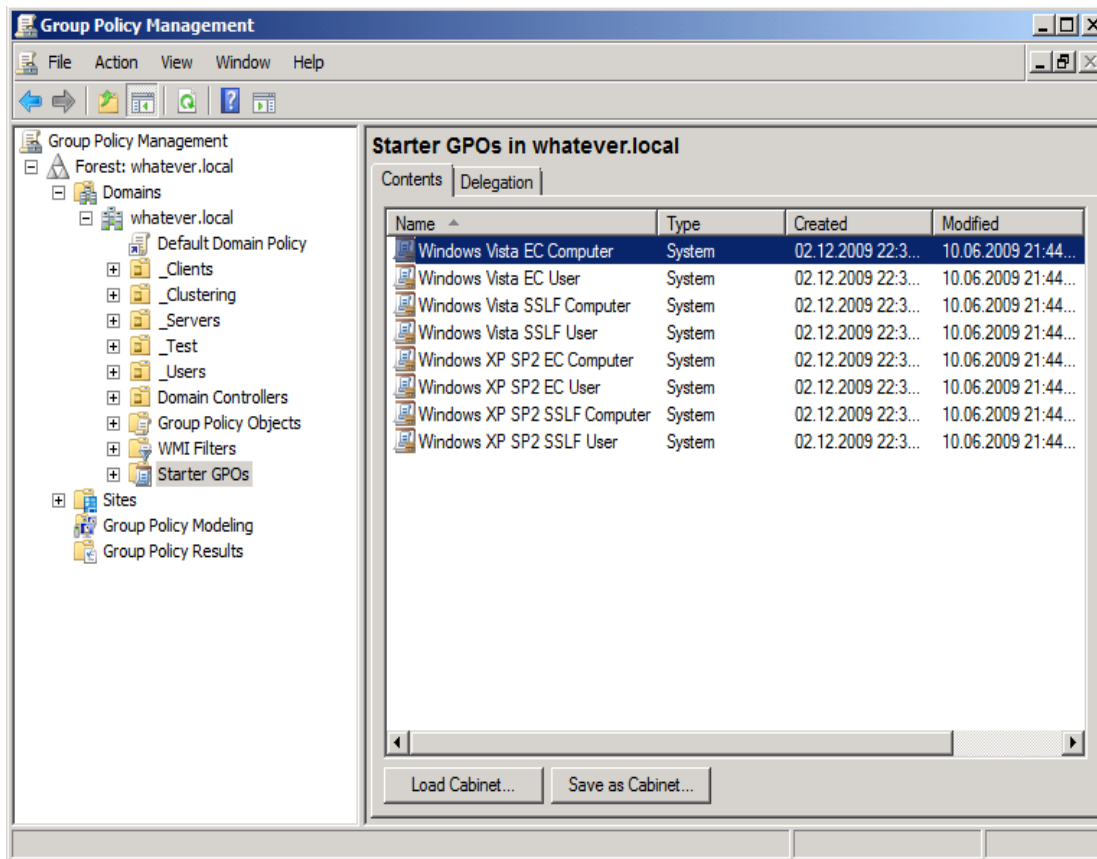 Group Policy Management
File Action View Window Help
Group Policy Management
Forest: whatever.local
Domains
whatever.local
Default Domain Policy
_Clients
_Clustering
_Servers
_Test
_Users
Domain Controllers
Group Policy Objects
WMI Filters
Starter GPOs
Sites
Group Policy Modeling
Group Policy Results
Starter GPOs in whatever.local
Contents Delegation
Name Type Created Modified
Windows Vista EC Computer System 02.12.2009 22:3... 10.06.2009 21:44...
Windows Vista EC User System 02.12.2009 22:3... 10.06.2009 21:44...
Windows Vista SSLF Computer System 02.12.2009 22:3... 10.06.2009 21:44...
Windows Vista SSLF User System 02.12.2009 22:3... 10.06.2009 21:44...
Windows XP SP2 EC Computer System 02.12.2009 22:3... 10.06.2009 21:44...
Windows XP SP2 EC User System 02.12.2009 22:3... 10.06.2009 21:44...
Windows XP SP2 SSLF Computer System 02.12.2009 22:3... 10.06.2009 21:44...
Windows XP SP2 SSLF User System 02.12.2009 22:3... 10.06.2009 21:44...
Load Cabinet... Save as Cabinet...